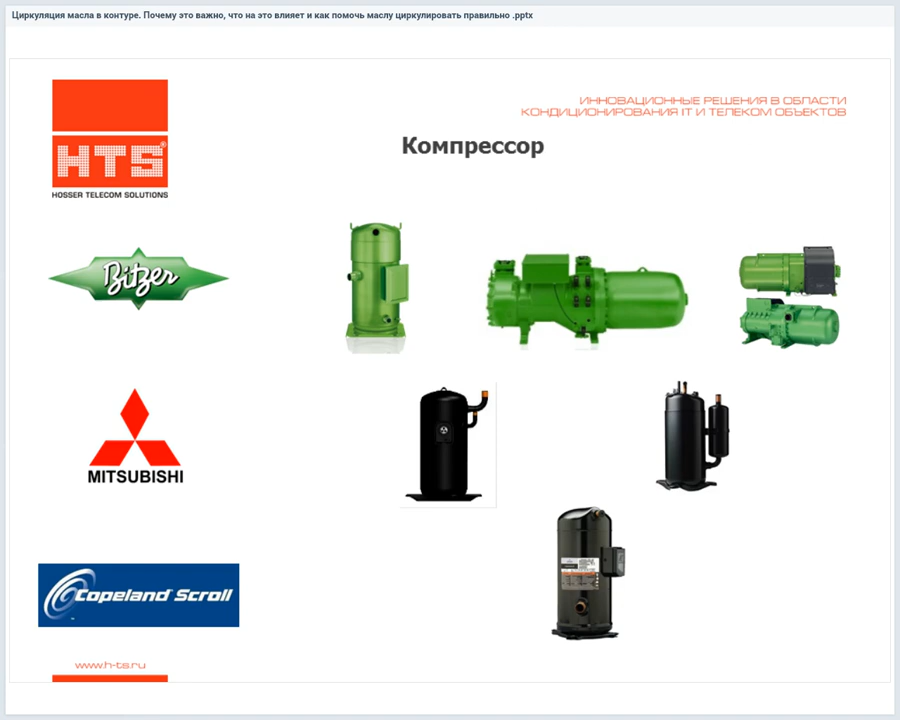 Циркуляция масла в контуре. Почему это важно, что на это влияет и как помочь маслу циркулировать правильно .pptx
ИННОВАЦИОННЫЕ РЕШЕНИЯ В ОБЛАСТИ
КОНДИЦИОНИРОВАНИЯ IT И ТЕЛЕКОМ ОБЪЕКТОВ
HTS®
HOSSER TELECOM SOLUTIONS
Компрессор
Bitzer
MITSUBISHI
Copeland Scroll™
www.h-ts.ru